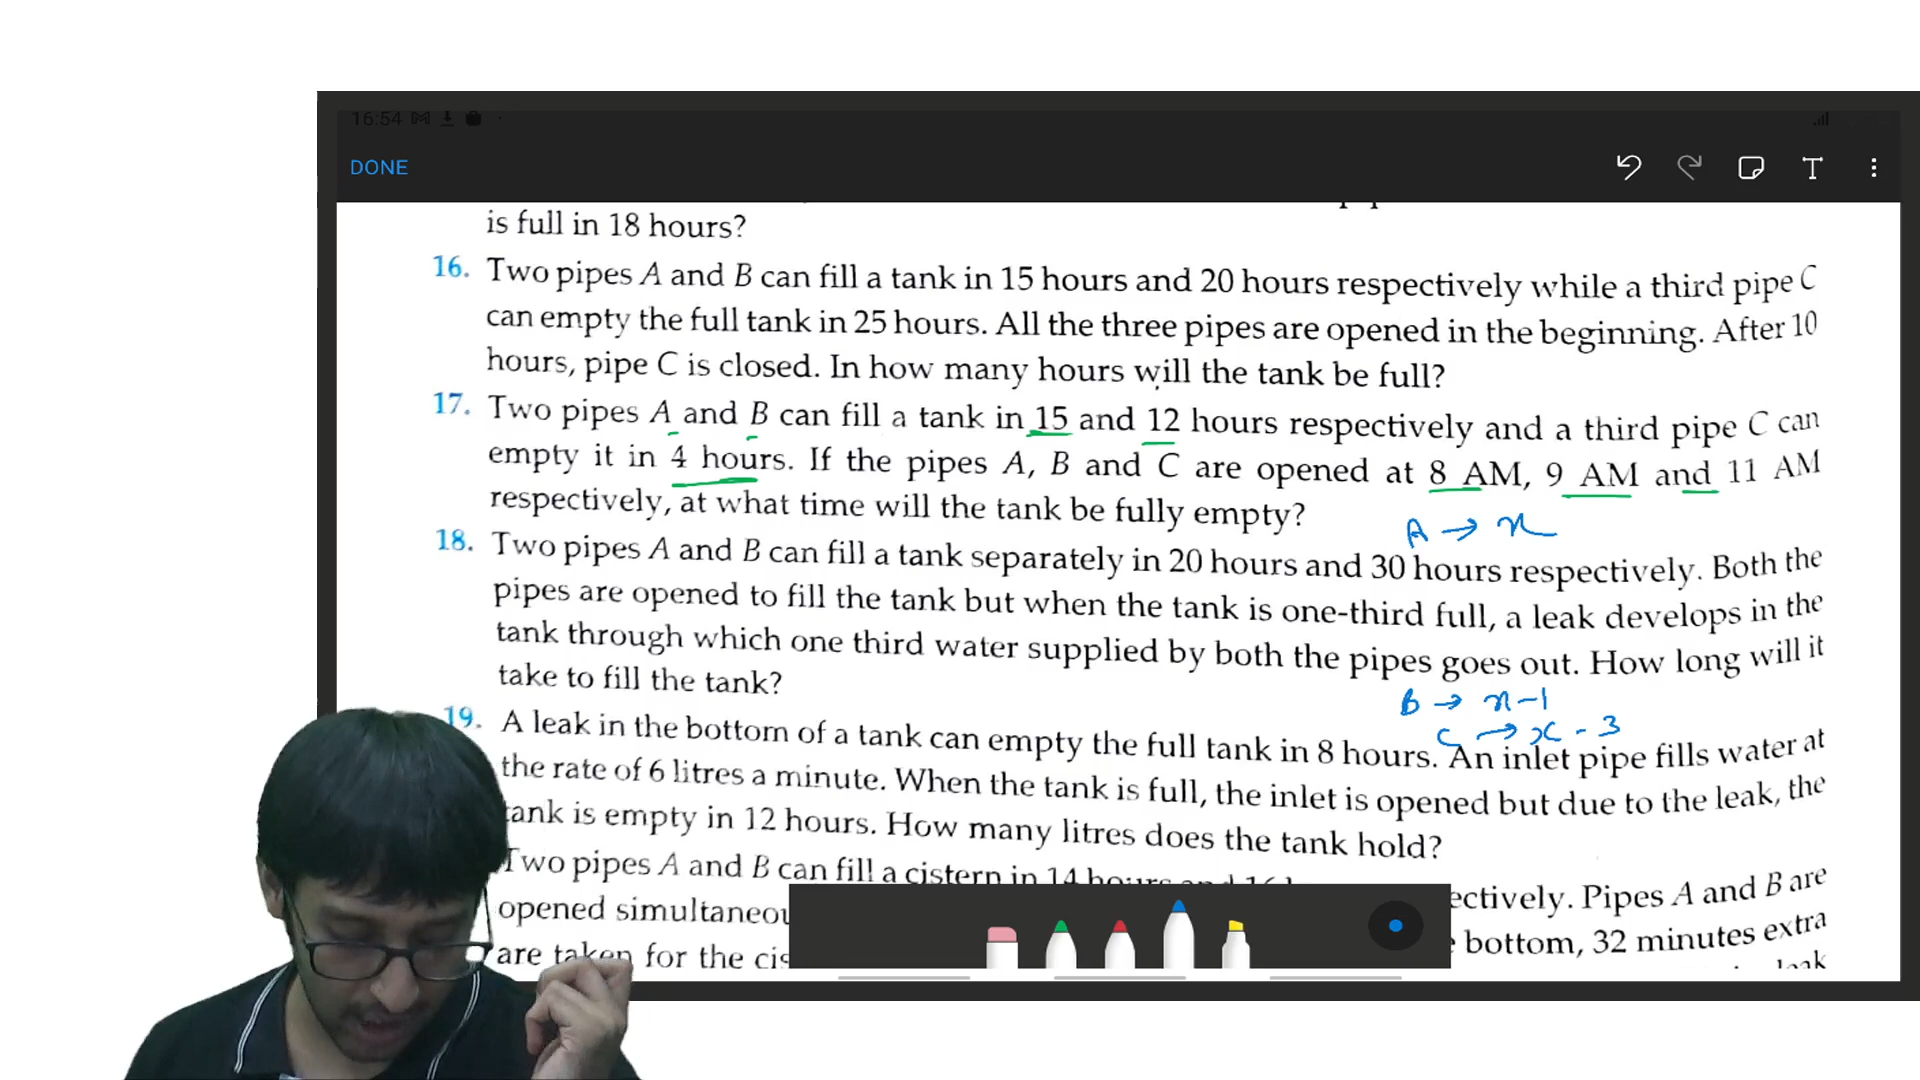 16:54
DONE
T
is full in 18 hours?
16. Two pipes A and B can fill a tank in 15 hours and 20 hours respectively while a third pipe C
can empty the full tank in 25 hours. All the three pipes are opened in the beginning. After 10
hours, pipe C is closed. In how many hours will the tank be full?
17. Two pipes A and B can fill a tank in 15 and 12 hours respectively and a third pipe C can
empty it in 4 hours. If the pipes A, B and C are opened at 8 AM, 9 AM and 11 AM
respectively, at what time will the tank be fully empty?
A → x
18. Two pipes A and B can fill a tank separately in 20 hours and 30 hours respectively. Both the
pipes are opened to fill the tank but when the tank is one-third full, a leak develops in the
tank through which one third water supplied by both the pipes goes out. How long will it
take to fill the tank?
B → x-1
C → x-3
19. A leak in the bottom of a tank can empty the full tank in 8 hours. An inlet pipe fills water at
the rate of 6 litres a minute. When the tank is full, the inlet is opened but due to the leak, the
tank is empty in 12 hours. How many litres does the tank hold?
Two pipes A and B can fill a cistern in 14 hours and 16 ectively. Pipes A and B are
opened simultaneou bottom, 32 minutes extra
are taken for the cis leak